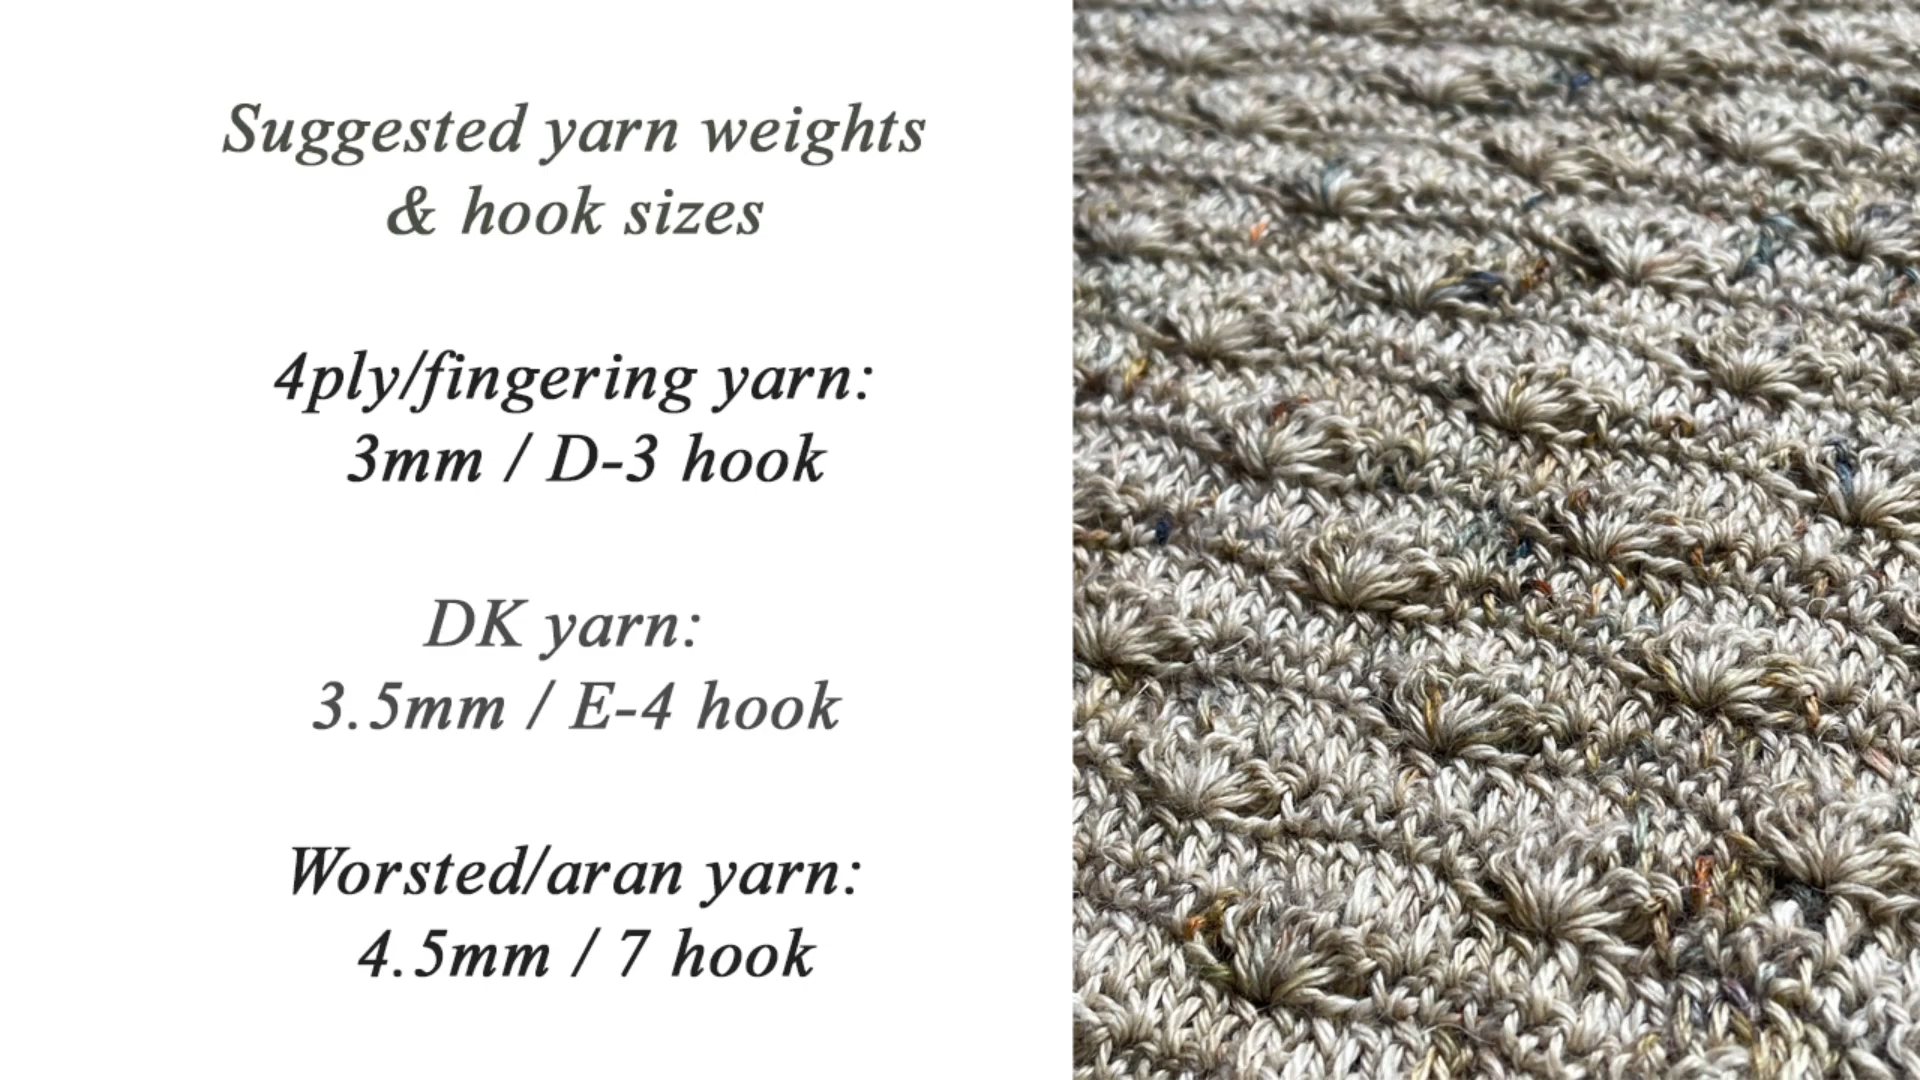 Suggested yarn weights
& hook sizes
4ply/fingering yarn:
3mm / D-3 hook
DK yarn:
3.5mm / E-4 hook
Worsted/aran yarn:
4.5mm / 7 hook